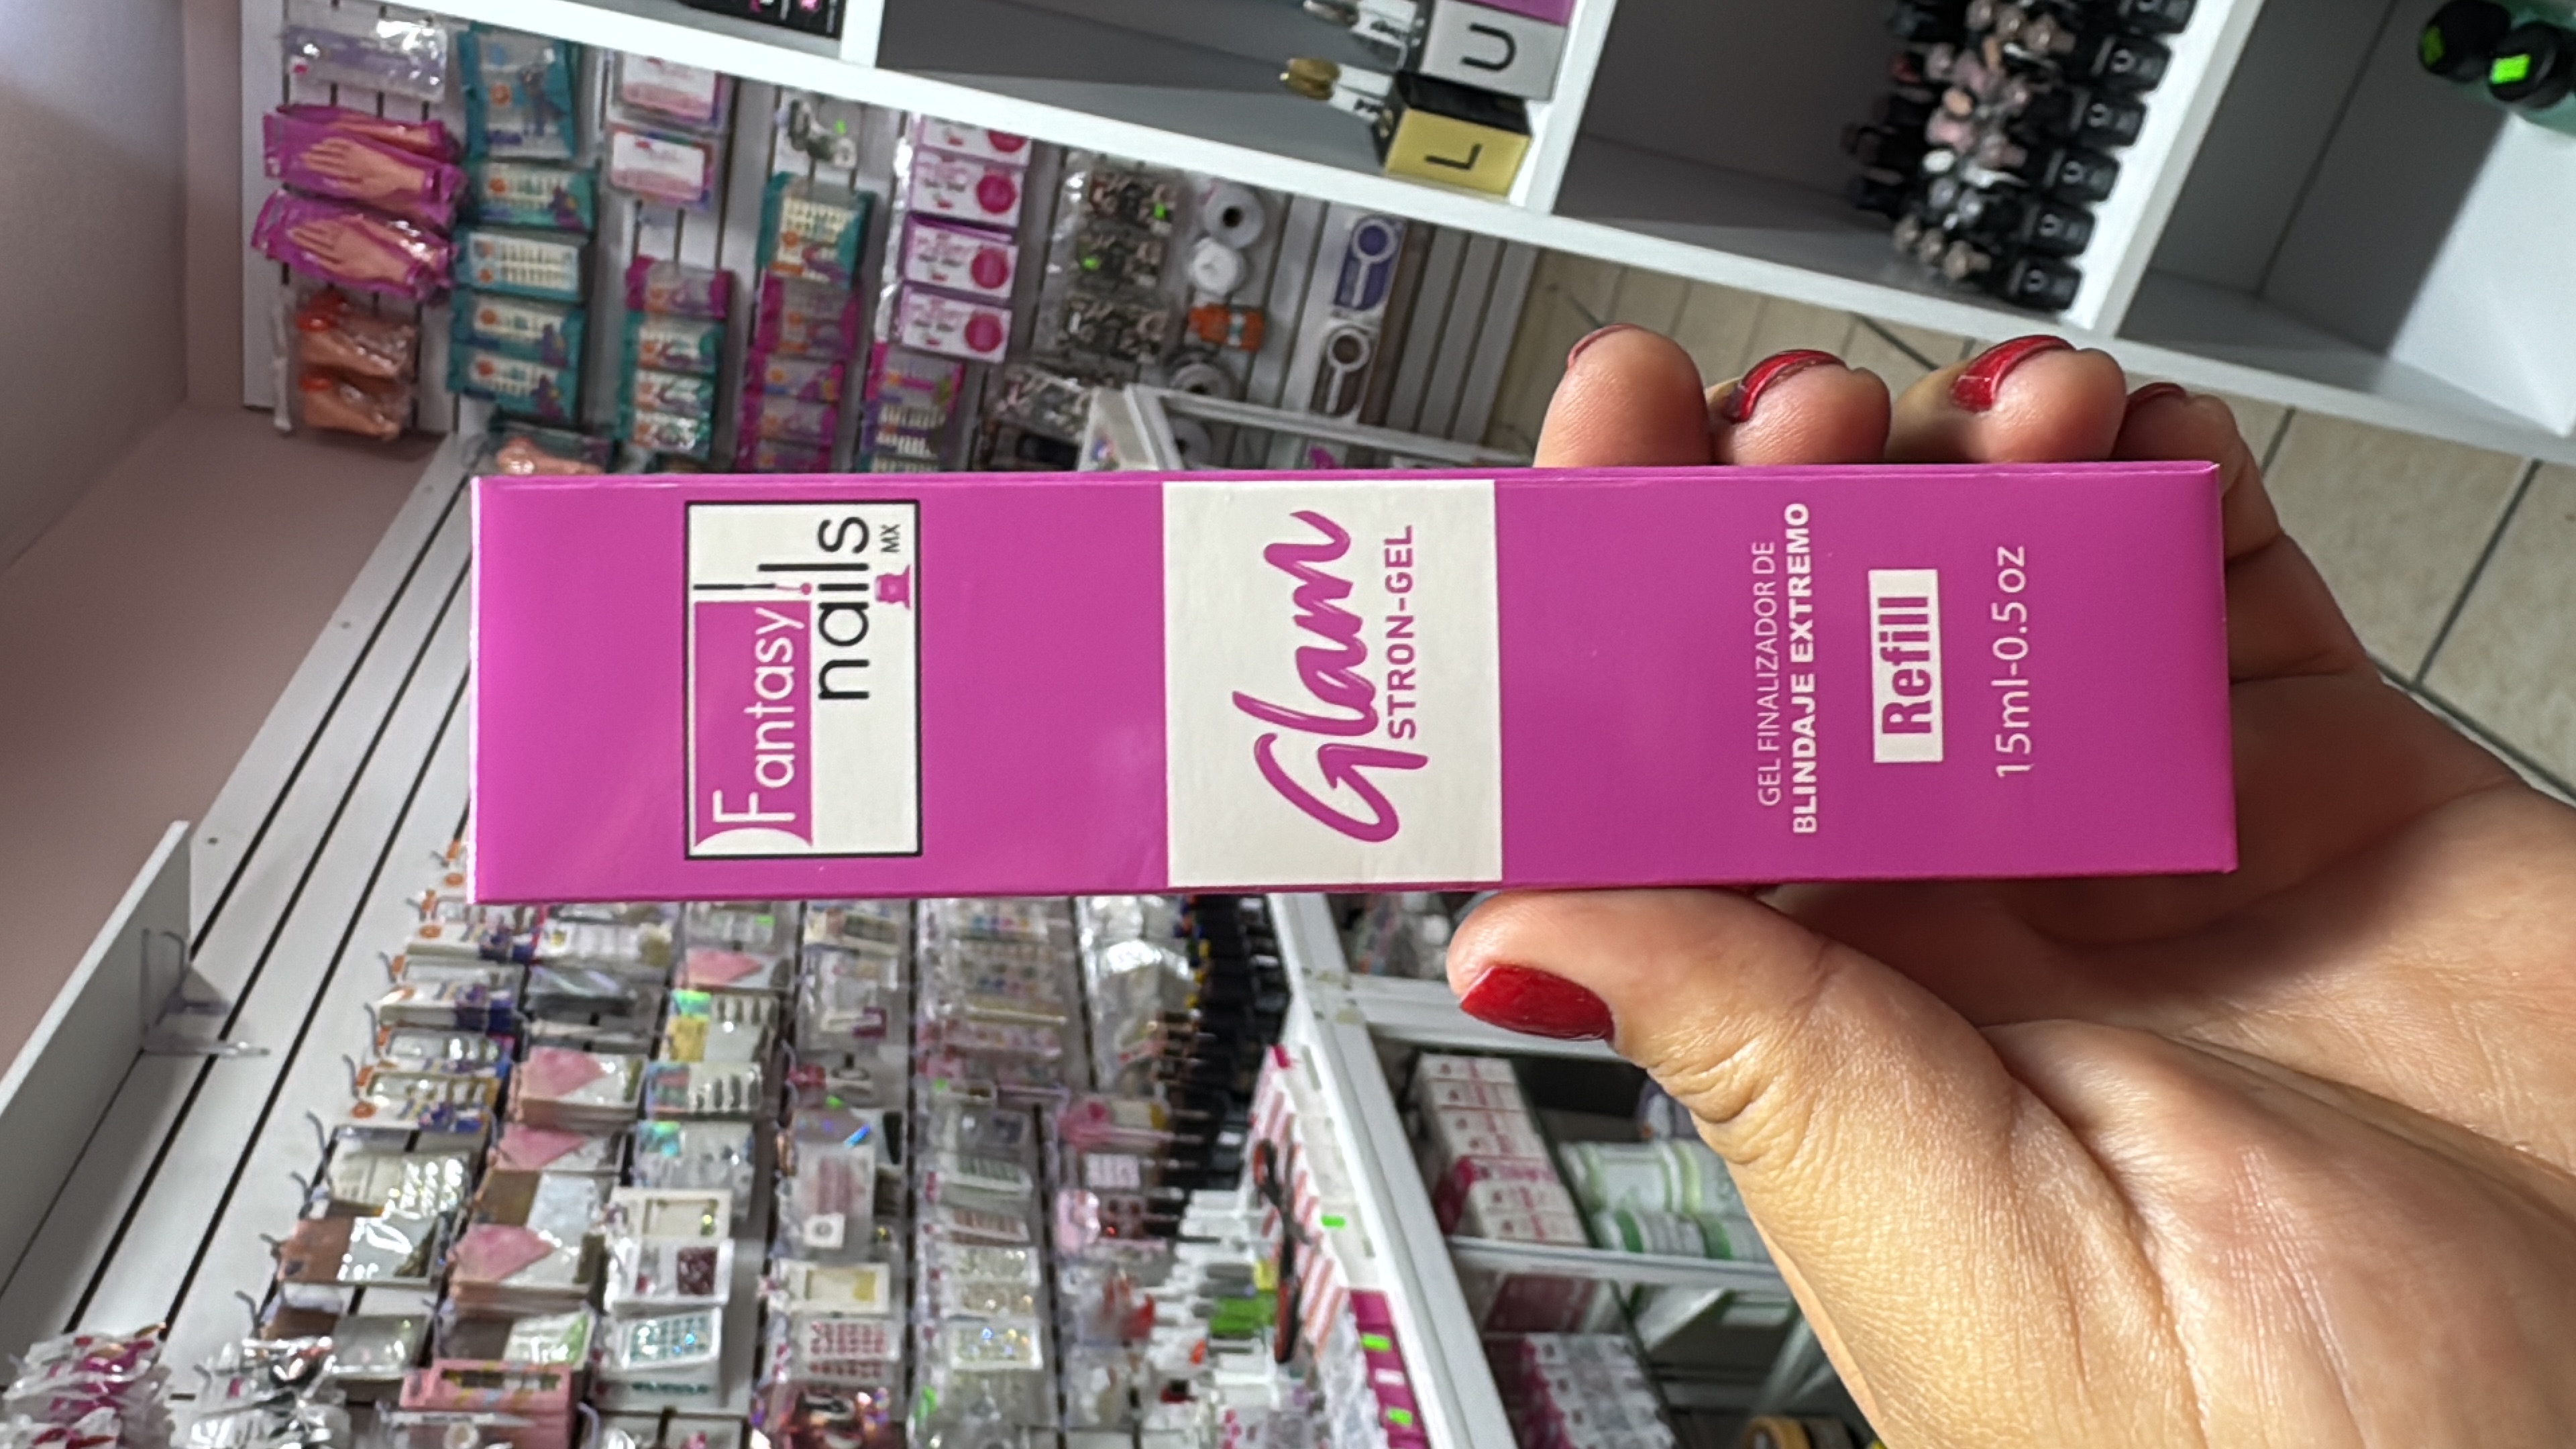 Fantasy
nails
MX
Glam
STRON-GEL
GEL FINALIZADOR DE
BLINDAJE EXTREMO
Refill
15ml-0.5oz
U
L